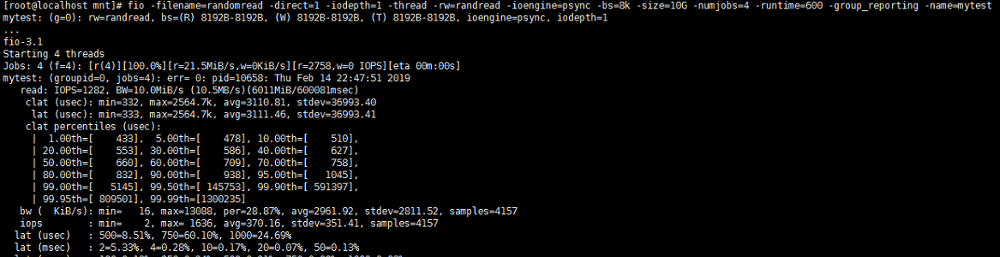 [root@localhost mnt]# fio -filename=randomread -direct=1 -iodepth=1 -thread -rw=randread -ioengine=psync -bs=8k -size=10G -numjobs=4 -runtime=600 -group_reporting -name=mytest
mytest: (g=0): rw=randread, bs=(R) 8192B-8192B, (W) 8192B-8192B, (T) 8192B-8192B, ioengine=psync, iodepth=1
...
fio-3.1
Starting 4 threads
Jobs: 4 (f=4): [r(4)][100.0%][r=21.5MiB/s,w=0KiB/s][r=2758,w=0 IOPS][eta 00m:00s]
mytest: (groupid=0, jobs=4): err= 0: pid=10658: Thu Feb 14 22:47:51 2019
read: IOPS=1282, BW=10.0MiB/s (10.5MB/s)(6011MiB/600081msec)
clat (usec): min=332, max=2564.7k, avg=3110.81, stdev=36993.40
lat (usec): min=333, max=2564.7k, avg=3111.46, stdev=36993.41
clat percentiles (usec):
| 1.00th=[ 433], 5.00th=[ 478], 10.00th=[ 510],
| 20.00th=[ 553], 30.00th=[ 586], 40.00th=[ 627],
| 50.00th=[ 660], 60.00th=[ 709], 70.00th=[ 758],
| 80.00th=[ 832], 90.00th=[ 938], 95.00th=[ 1045],
| 99.00th=[ 5145], 99.50th=[ 145753], 99.90th=[ 591397],
| 99.95th=[ 809501], 99.99th=[1300235]
bw ( KiB/s): min= 16, max=13088, per=28.87%, avg=2961.92, stdev=2811.52, samples=4157
iops : min= 2, max= 1636, avg=370.16, stdev=351.41, samples=4157
lat (usec) : 500=8.51%, 750=60.10%, 1000=24.69%
lat (msec) : 2=5.33%, 4=0.28%, 10=0.17%, 20=0.07%, 50=0.13%